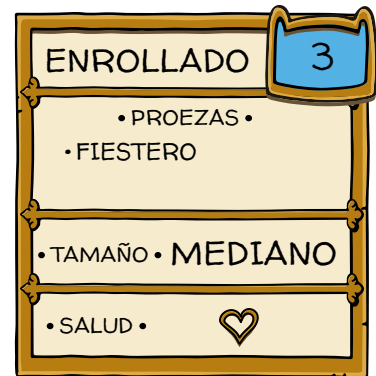 ENROLLADO 3
• PROEZAS •
• FIESTERO
• TAMAÑO • MEDIANO
• SALUD •